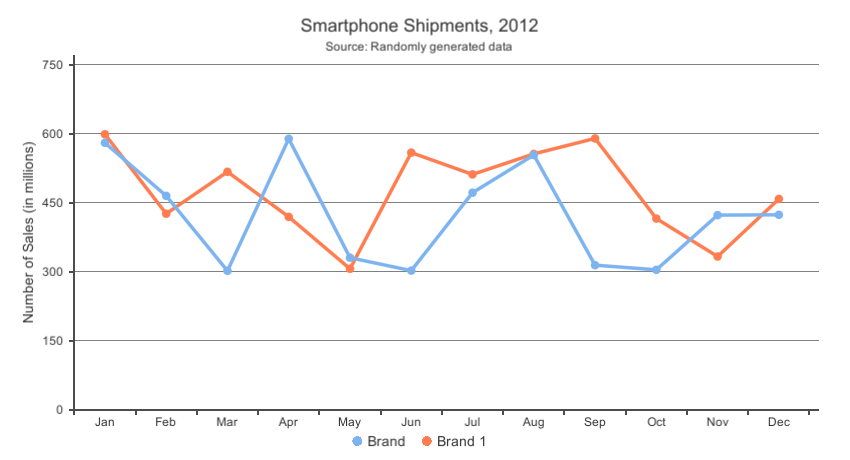 Smartphone Shipments, 2012
Source: Randomly generated data
Number of Sales (in millions)
750
600
450
300
150
0
Jan Feb Mar Apr May Jun Jul Aug Sep Oct Nov Dec
Brand Brand 1